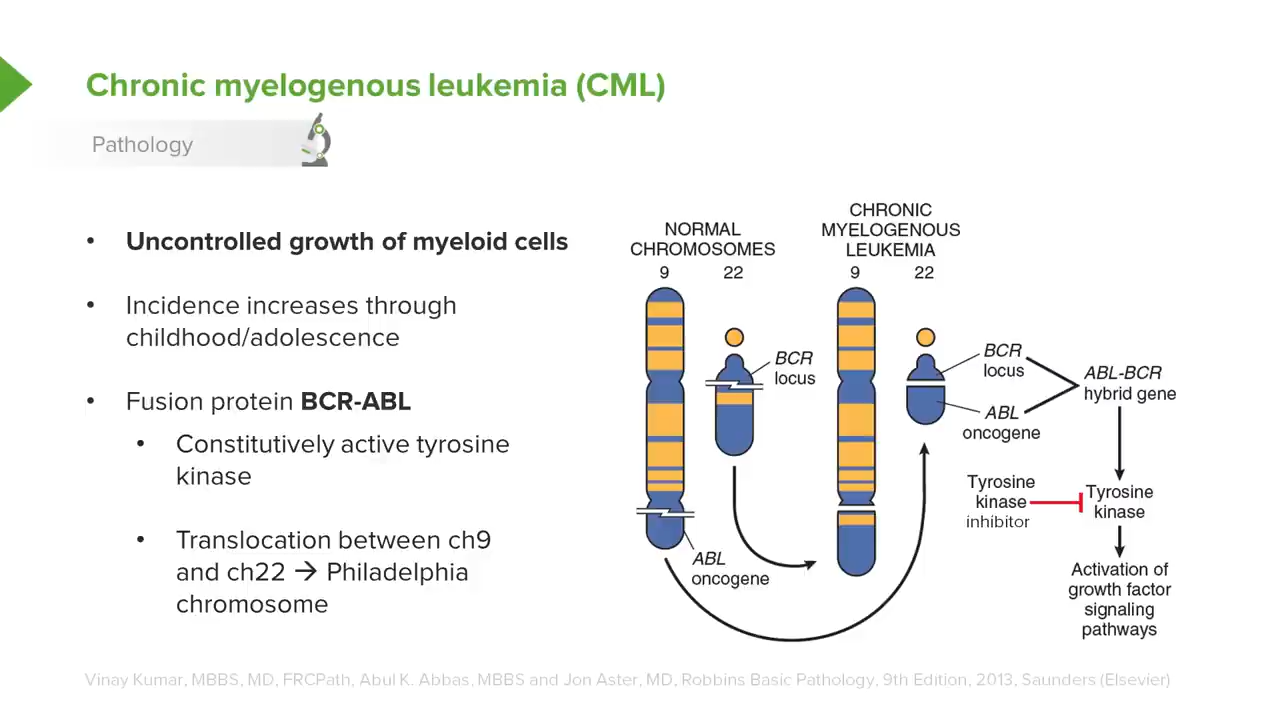 Chronic myelogenous leukemia (CML)
Pathology
• Uncontrolled growth of myeloid cells
• Incidence increases through
childhood/adolescence
• Fusion protein BCR-ABL
• Constitutively active tyrosine
kinase
• Translocation between ch9
and ch22 → Philadelphia
chromosome
NORMAL
CHROMOSOMES
9 22
CHRONIC
MYELOGENOUS
LEUKEMIA
9 22
BCR
locus
ABL
oncogene
BCR
locus
ABL
oncogene
ABL-BCR
hybrid gene
Tyrosine
kinase
inhibitor
Tyrosine
kinase
Activation of
growth factor
signaling
pathways
Vinay Kumar, MBBS, MD, FRCPath, Abul K. Abbas, MBBS and Jon Aster, MD, Robbins Basic Pathology, 9th Edition, 2013, Saunders (Elsevier)